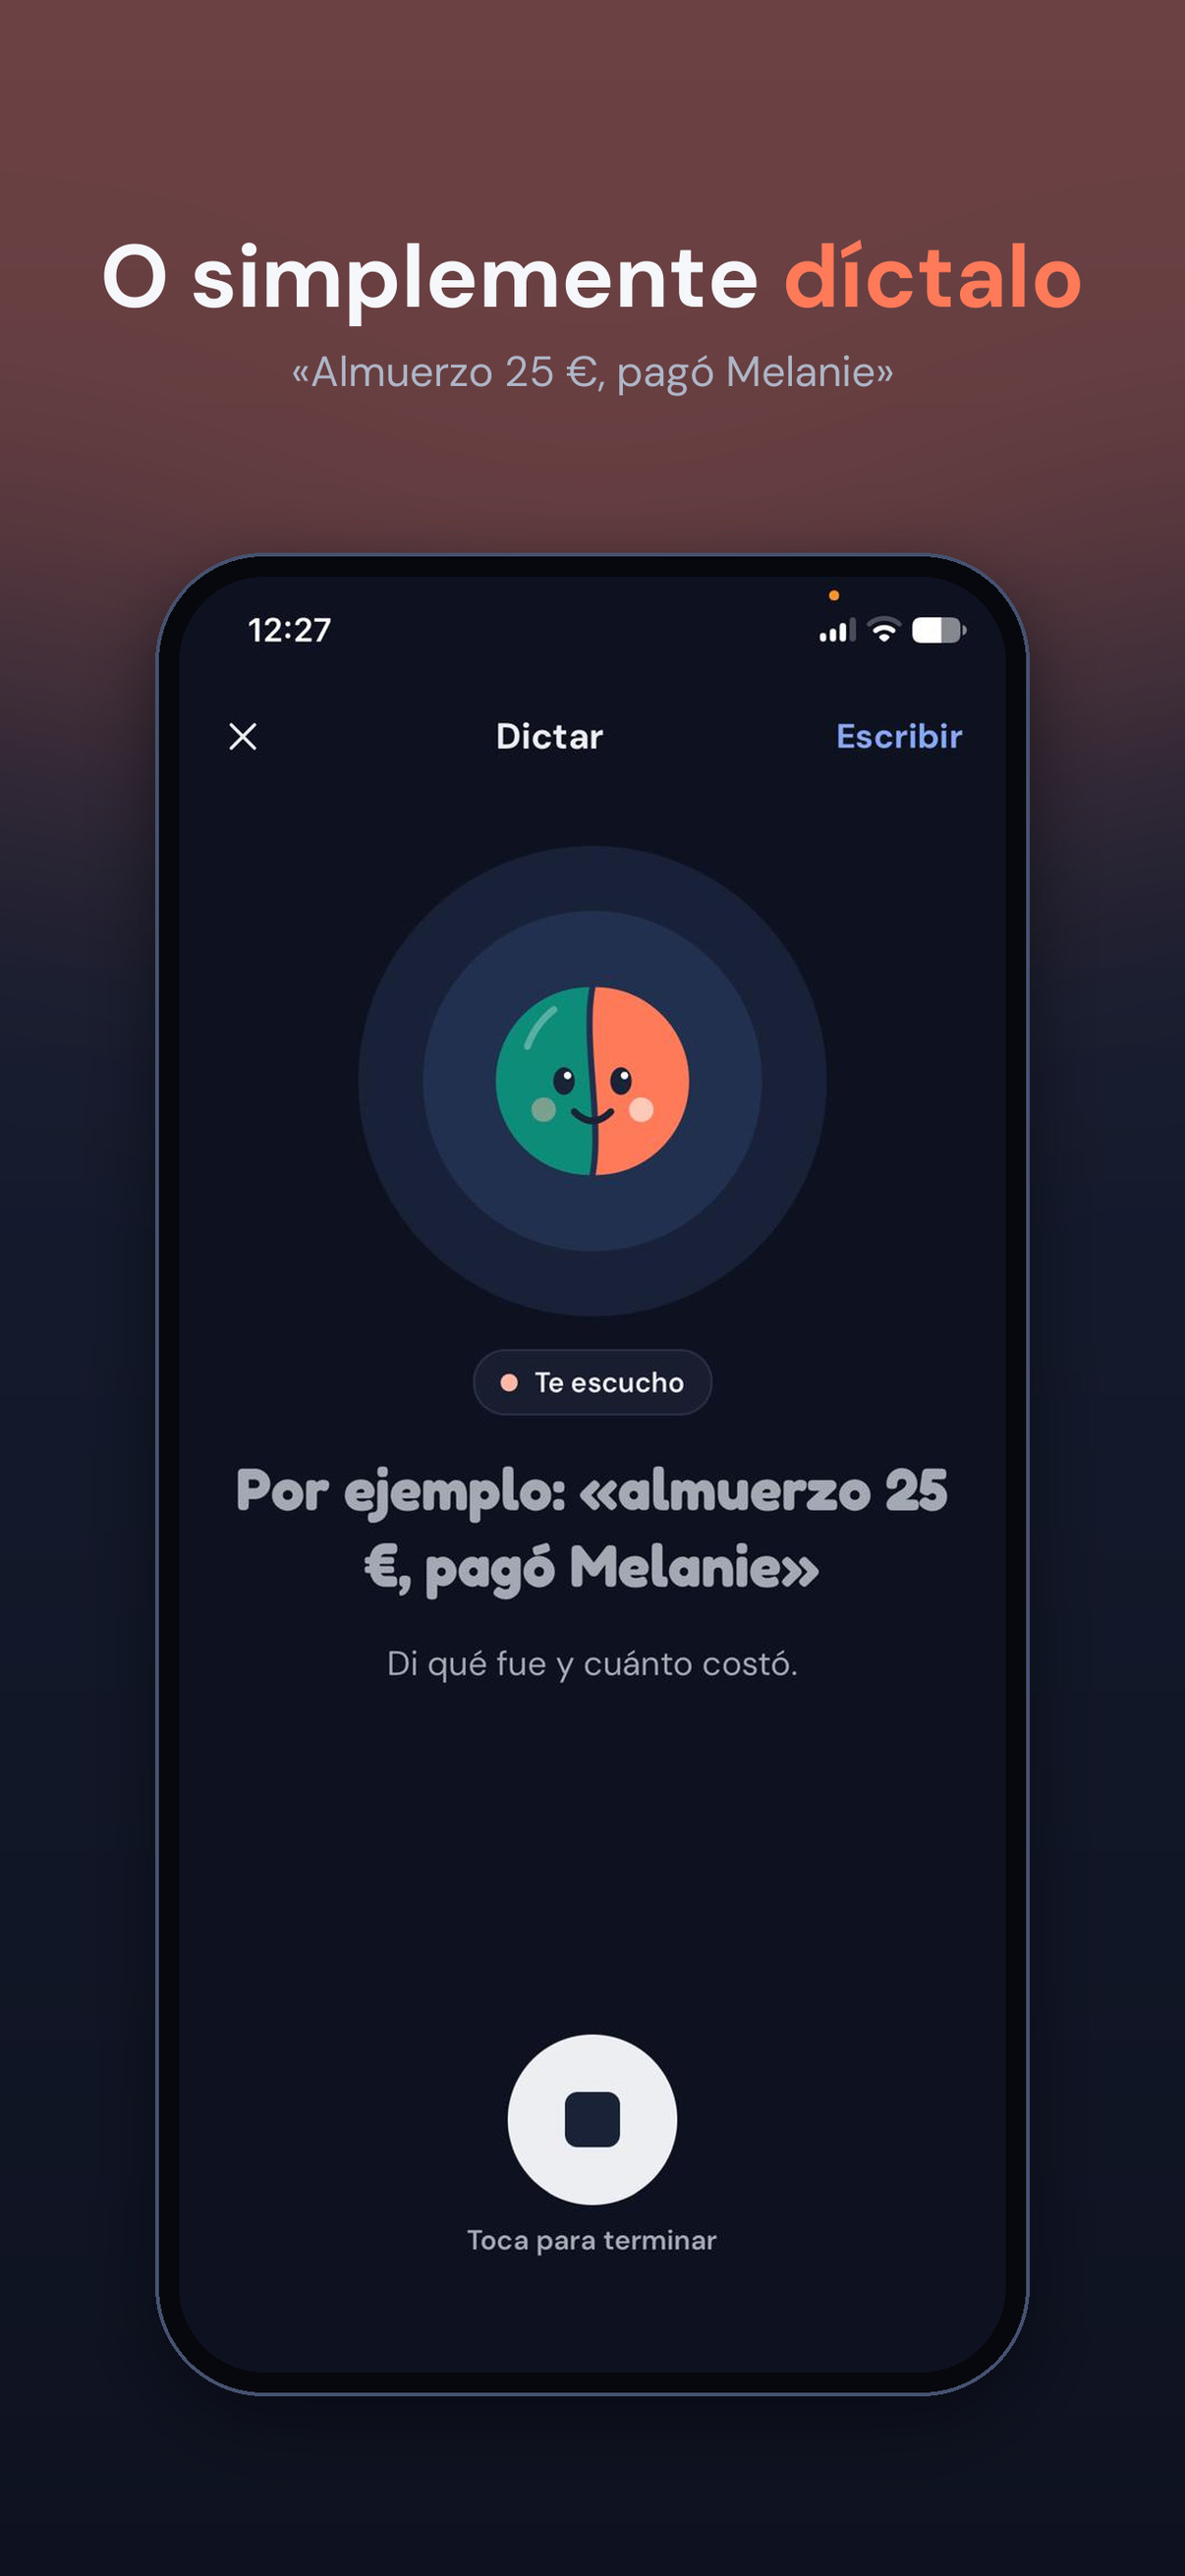 O simplemente díctalo
«Almuerzo 25 €, pagó Melanie»
12:27
Dictar
Escribir
Te escucho
Por ejemplo: «almuerzo 25
€, pagó Melanie»
Di qué fue y cuánto costó.
Toca para terminar